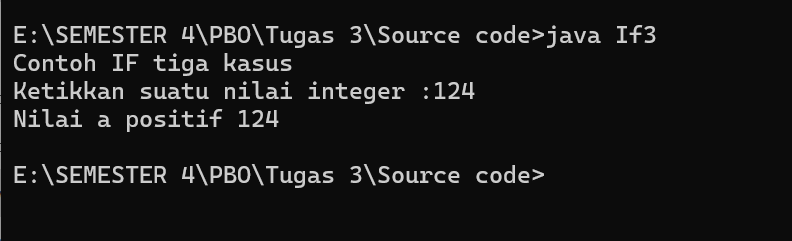 E:\SEMESTER 4\PBO\Tugas 3\Source code>java If3
Contoh IF tiga kasus
Ketikkan suatu nilai integer :124
Nilai a positif 124
E:\SEMESTER 4\PBO\Tugas 3\Source code>